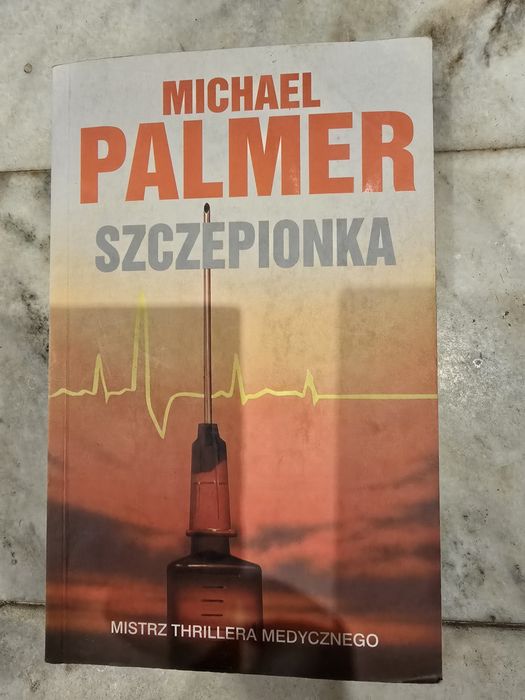 MICHAEL
PALMER
SZCZEPIONKA
MISTRZ THRILLERA MEDYCZNEGO